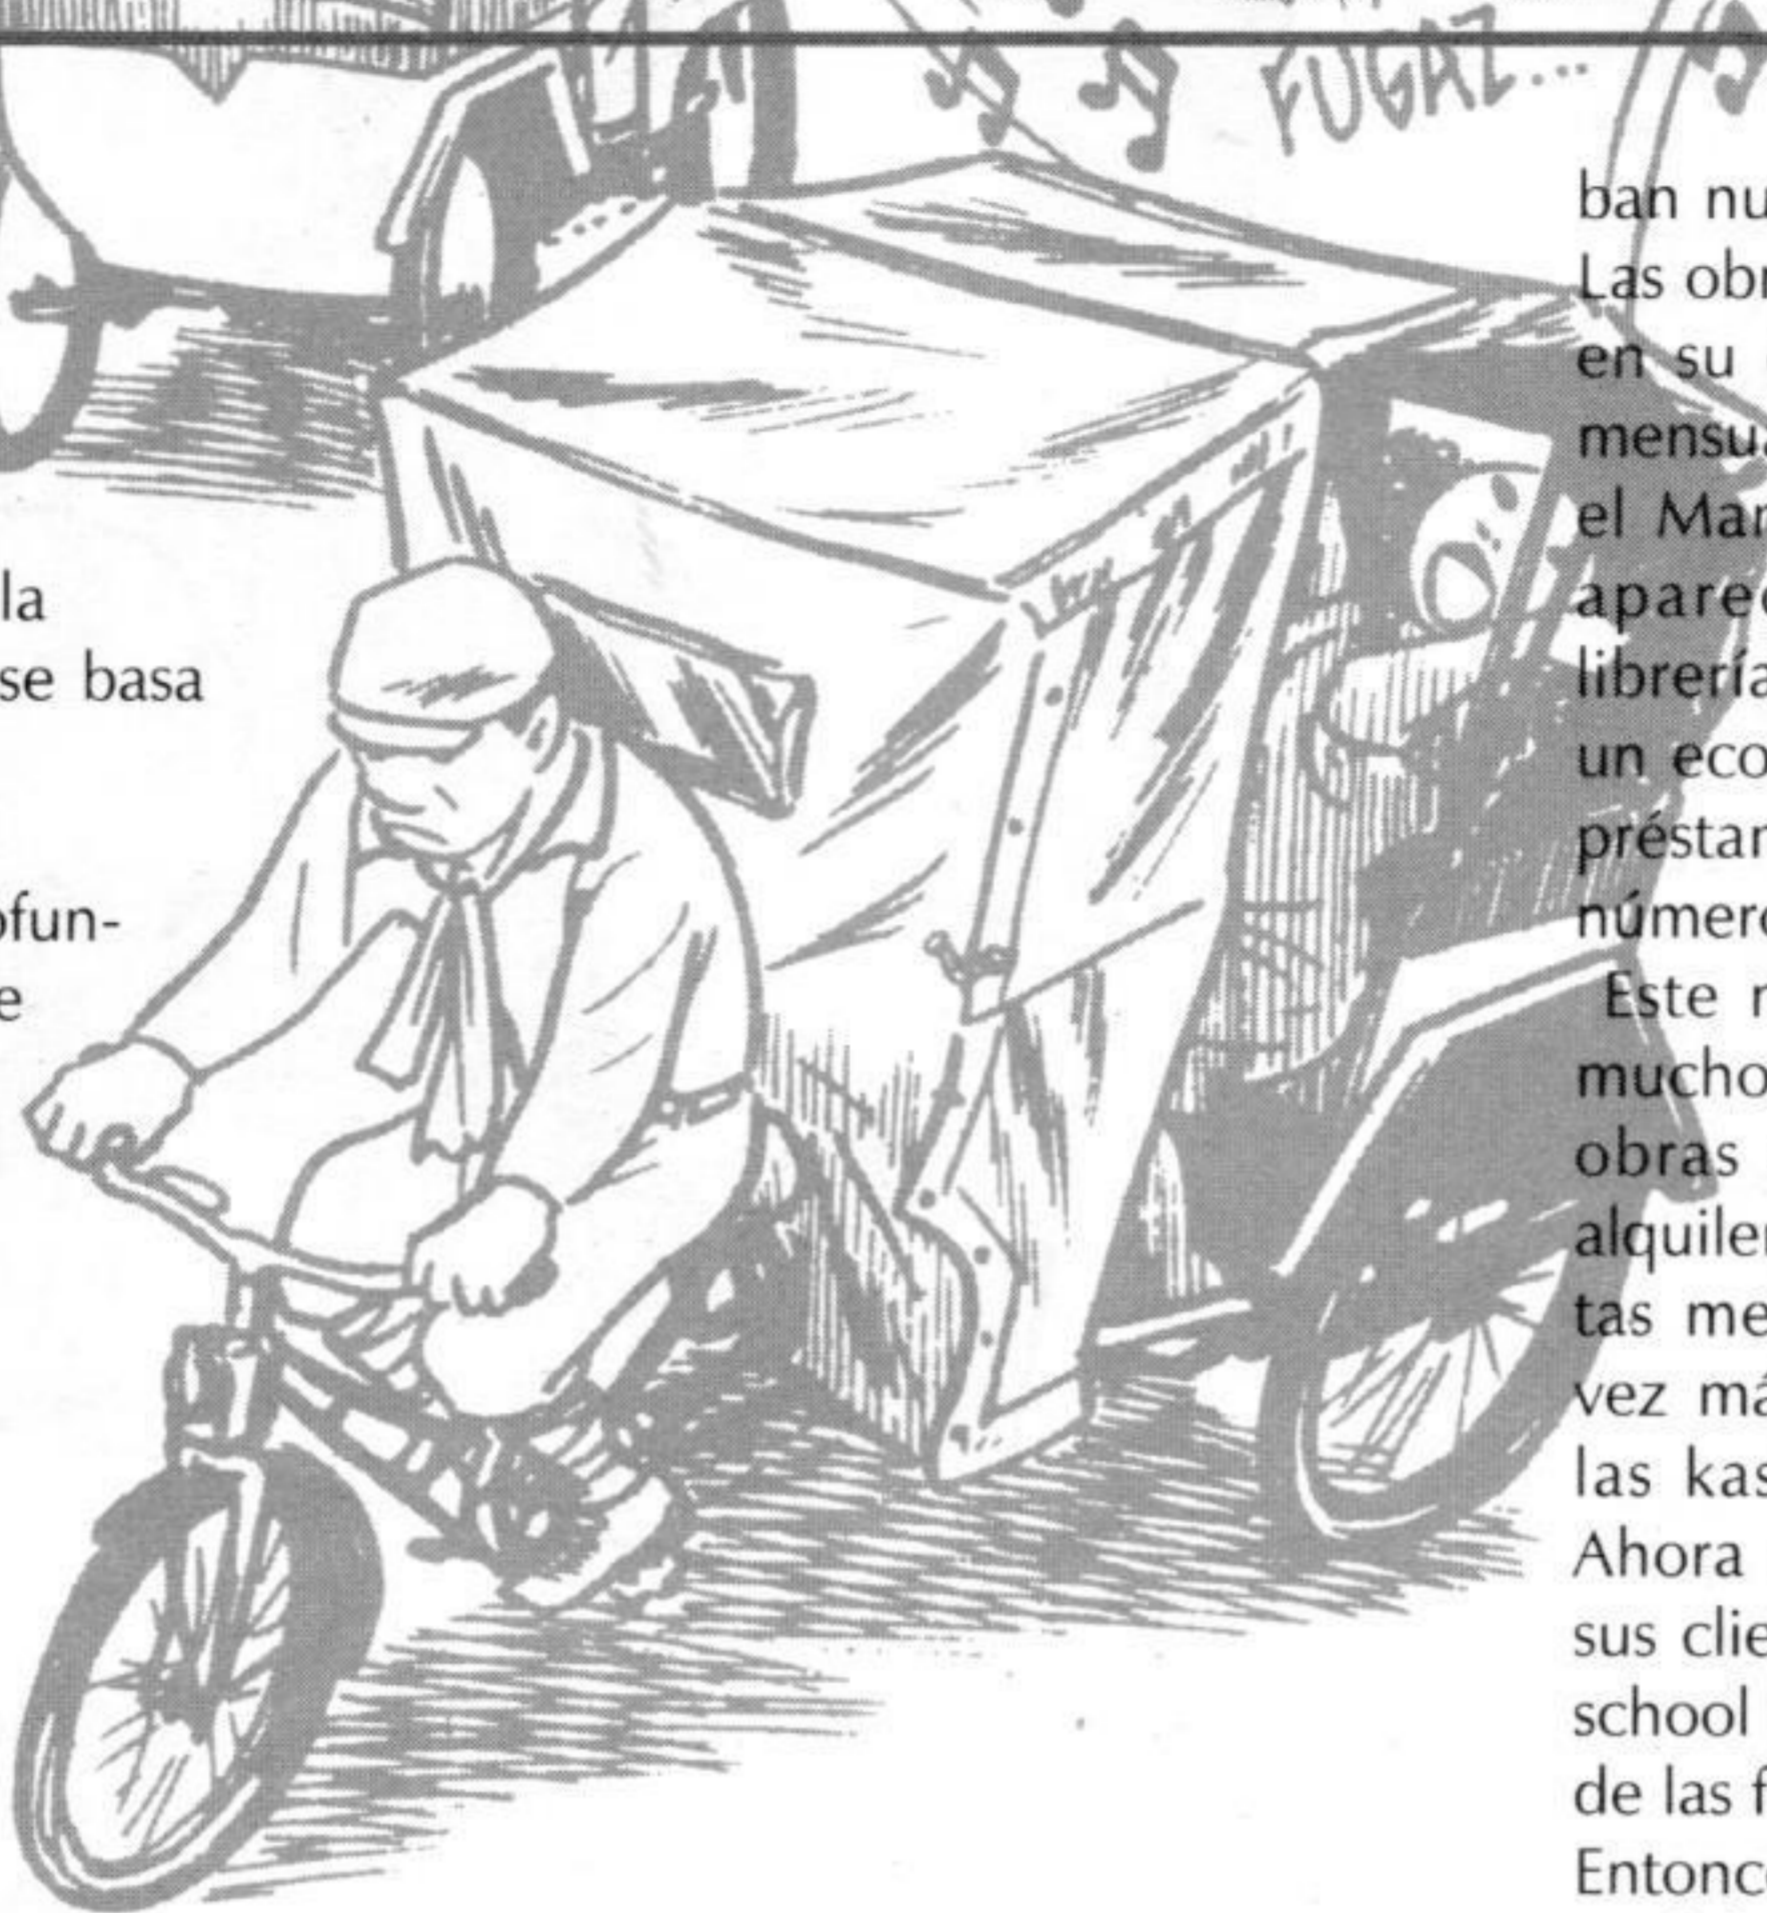 FUGAZ...
la
se basa
ofun-
e
ban nu
Las obr
en su
mensua
el Mar
aparec
librería
un eco
préstar
número
Este r
mucho
obras
alquiler
tas me
vez má
las kas
Ahora
sus clie
school
de las f
Entonce